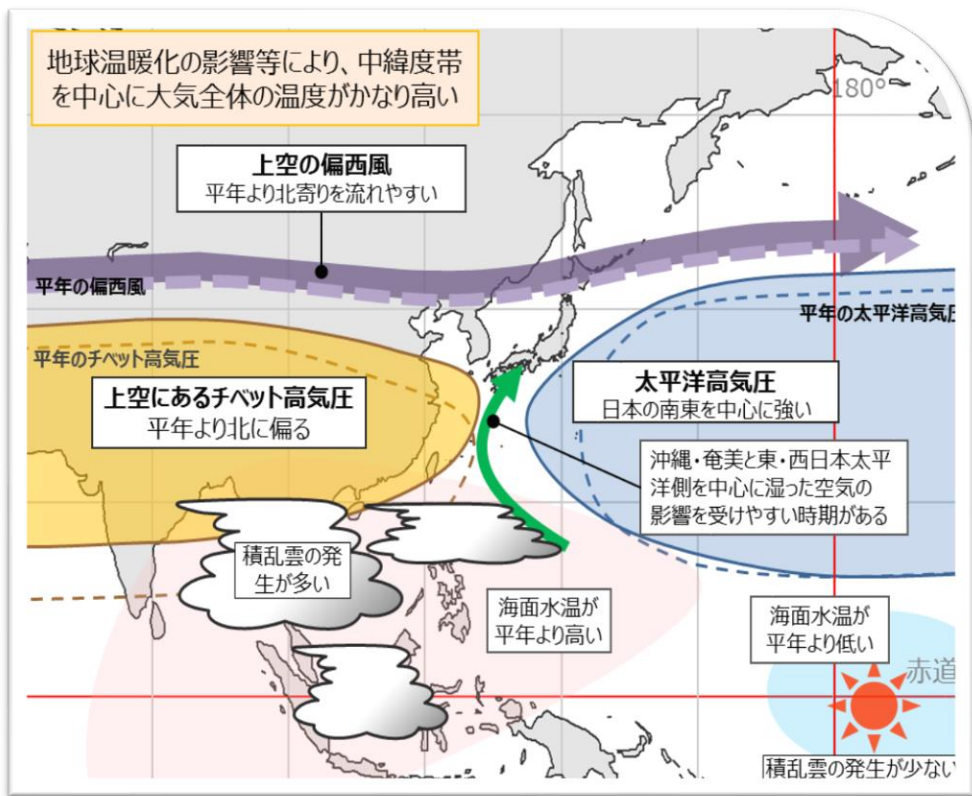 地球温暖化の影響等により、中緯度帯
を中心に大気全体の温度がかなり高い
180°
上空の偏西風
平年より北寄りを流れやすい
平年の偏西風
平年の太平洋高気圧
平年のチベット高気圧
上空にあるチベット高気圧
平年より北に偏る
太平洋高気圧
日本の南東を中心に強い
沖縄・奄美と東・西日本太平
洋側を中心に湿った空気の
影響を受けやすい時期がある
積乱雲の発
生が多い
海面水温が
平年より高い
海面水温が
平年より低い
赤道
積乱雲の発生が少ない